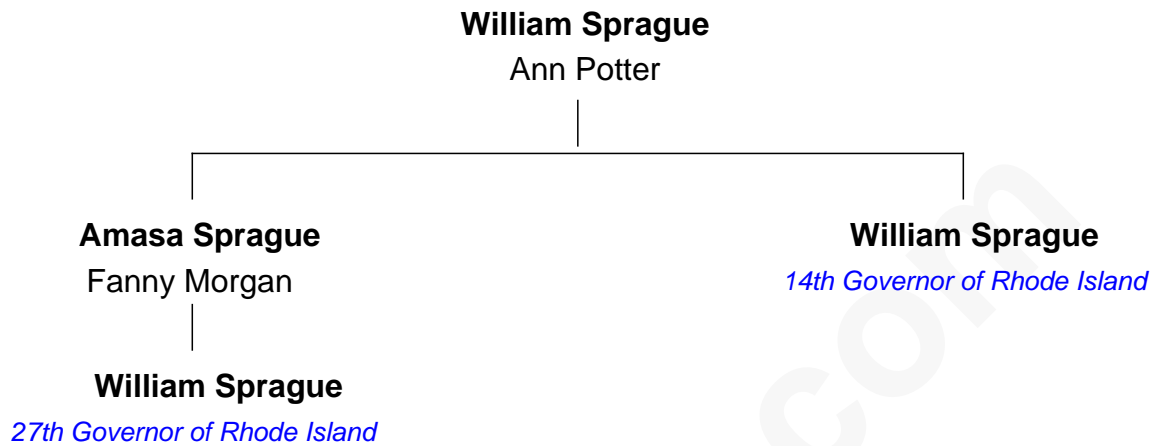 William Sprague
Ann Potter
Amasa Sprague
Fanny Morgan
William Sprague
14th Governor of Rhode Island
William Sprague
27th Governor of Rhode Island
com